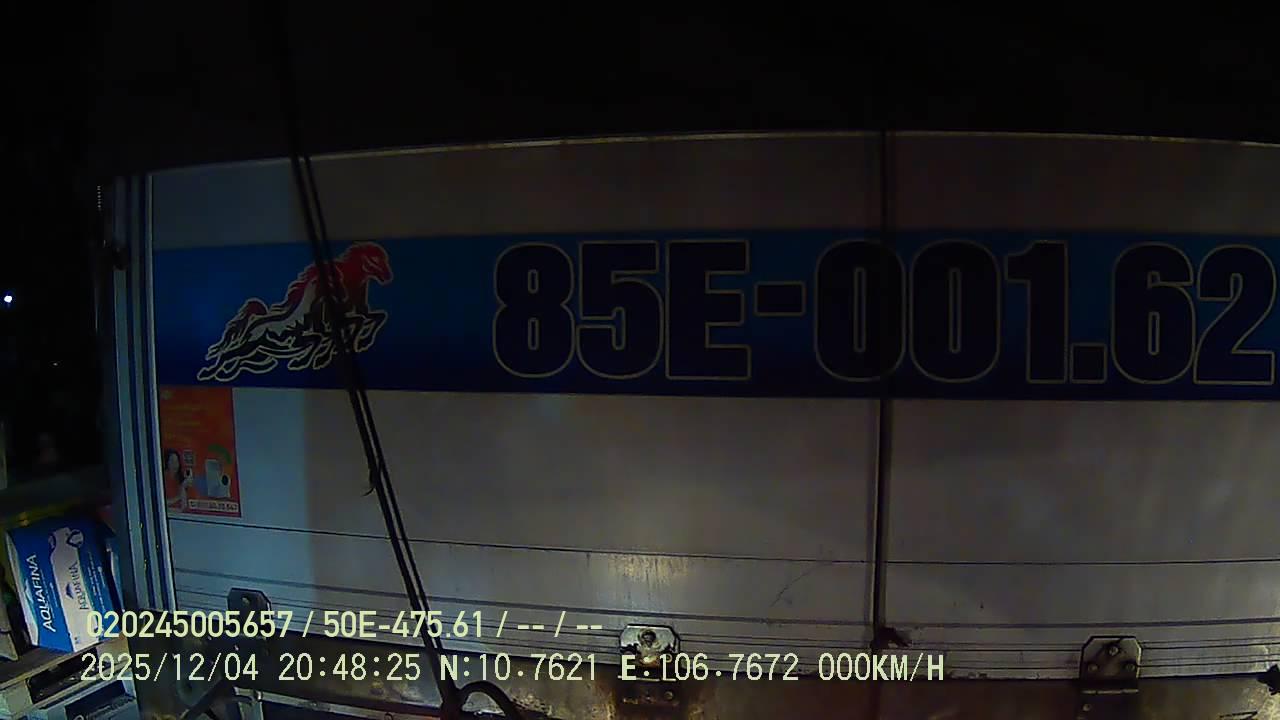 85E-001.62
AQUAFINA
020245005657 / 50E-475.61 / -- / --
2025/12/04 20:48:25 N:10.7621 E:106.7672 000KM/H